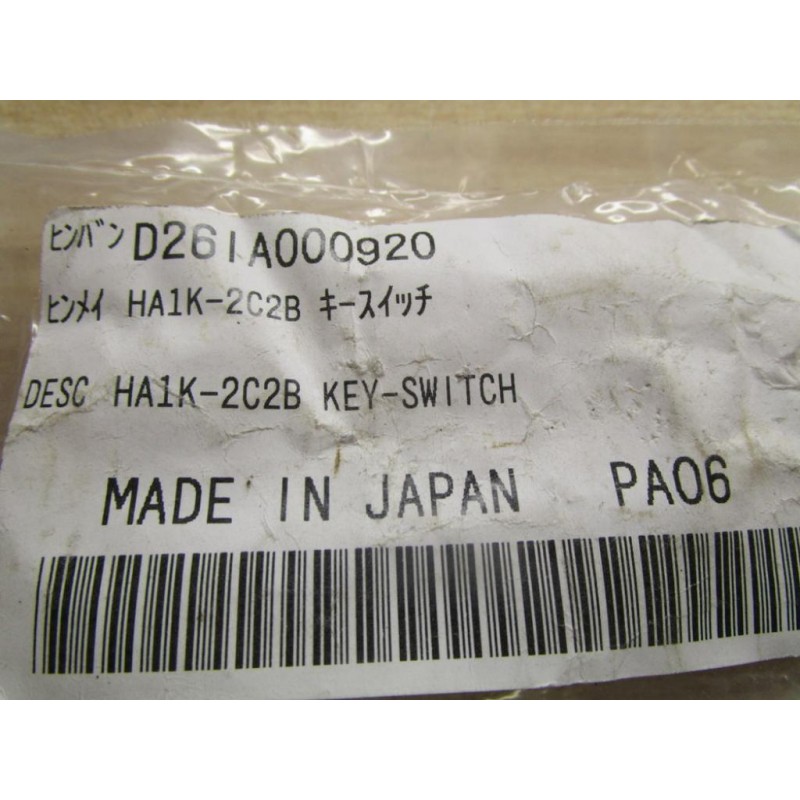 ﾋﾝﾊﾞﾝ D261A000920
ﾋﾝﾒｲ HA1K-2C2B ｷｰｽｲｯﾁ
DESC HA1K-2C2B KEY-SWITCH
MADE IN JAPAN PA06